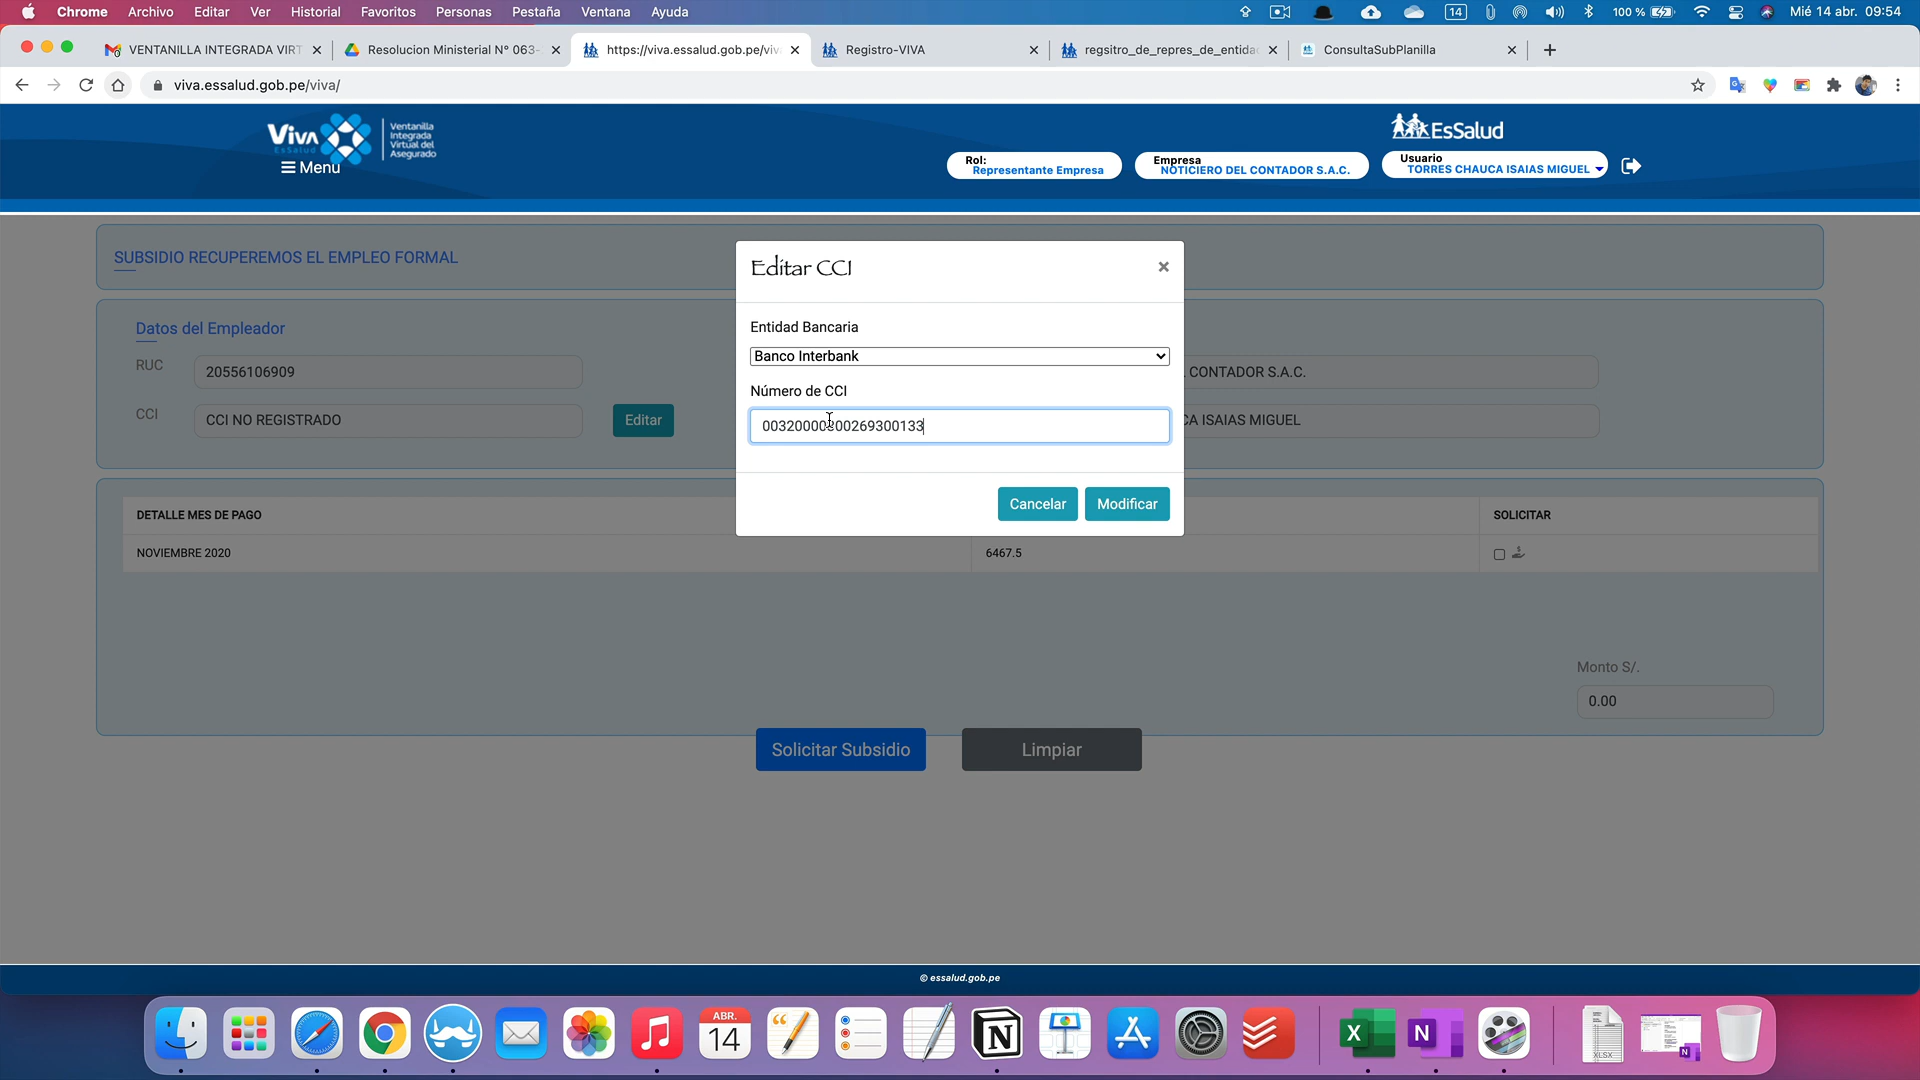 Chrome Archivo Editar Ver Historial Favoritos Personas Pestaña Ventana Ayuda
14 100 % Mié 14 abr. 09:54
VENTANILLA INTEGRADA VIRT
Resolucion Ministerial N° 063-
https://viva.essalud.gob.pe/viv
Registro-VIVA
regsitro_de_repres_de_entida
ConsultaSubPlanilla
viva.essalud.gob.pe/viva/
Viva
EsSalud
Ventanilla
Integrada
Virtual del
Asegurado
Menu
EsSalud
Rol:
Representante Empresa
Empresa
NOTICIERO DEL CONTADOR S.A.C.
Usuario
TORRES CHAUCA ISAIAS MIGUEL
SUBSIDIO RECUPEREMOS EL EMPLEO FORMAL
Datos del Empleador
RUC 20556106909
CONTADOR S.A.C.
CCI CCI NO REGISTRADO Editar
CA ISAIAS MIGUEL
Editar CCI
×
Entidad Bancaria
Banco Interbank
Número de CCI
Cancelar Modificar
DETALLE MES DE PAGO
SOLICITAR
NOVIEMBRE 2020 6467.5
Monto S/.
0.00
Solicitar Subsidio Limpiar
© essalud.gob.pe
ABR.
14
N
X
N
XLSX
N